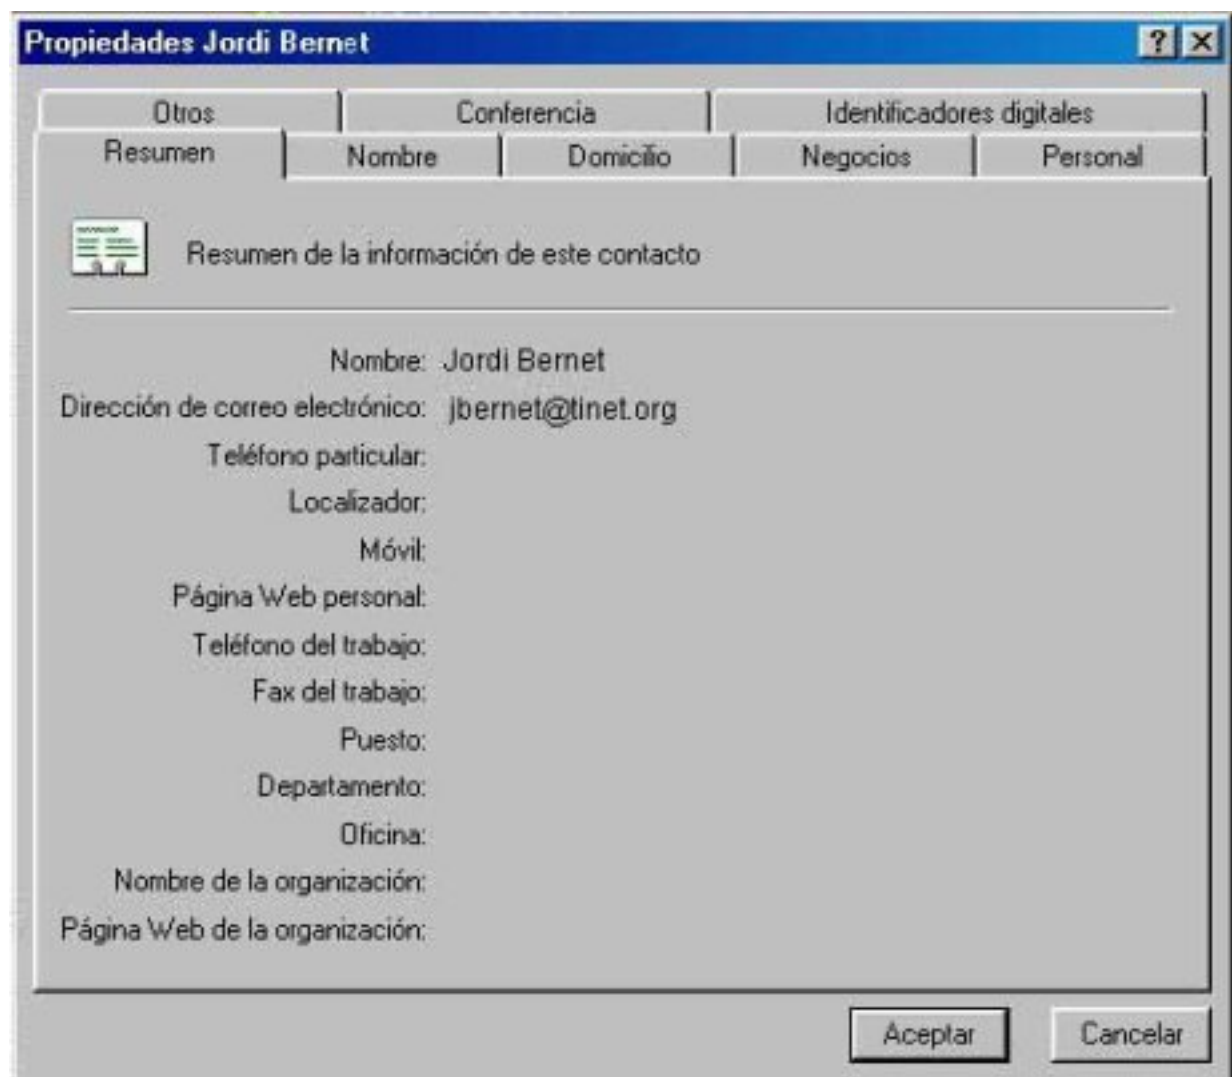 Propiedades Jordi Bernet
Otros Conferencia Identificadores digitales
Resumen Nombre Domicilio Negocios Personal
Resumen de la información de este contacto
Nombre: Jordi Bernet
Dirección de correo electrónico: jbernet@tinet.org
Teléfono particular:
Localizador:
Móvil:
Página Web personal:
Teléfono del trabajo:
Fax del trabajo:
Puesto:
Departamento:
Oficina:
Nombre de la organización:
Página Web de la organización:
Aceptar Cancelar